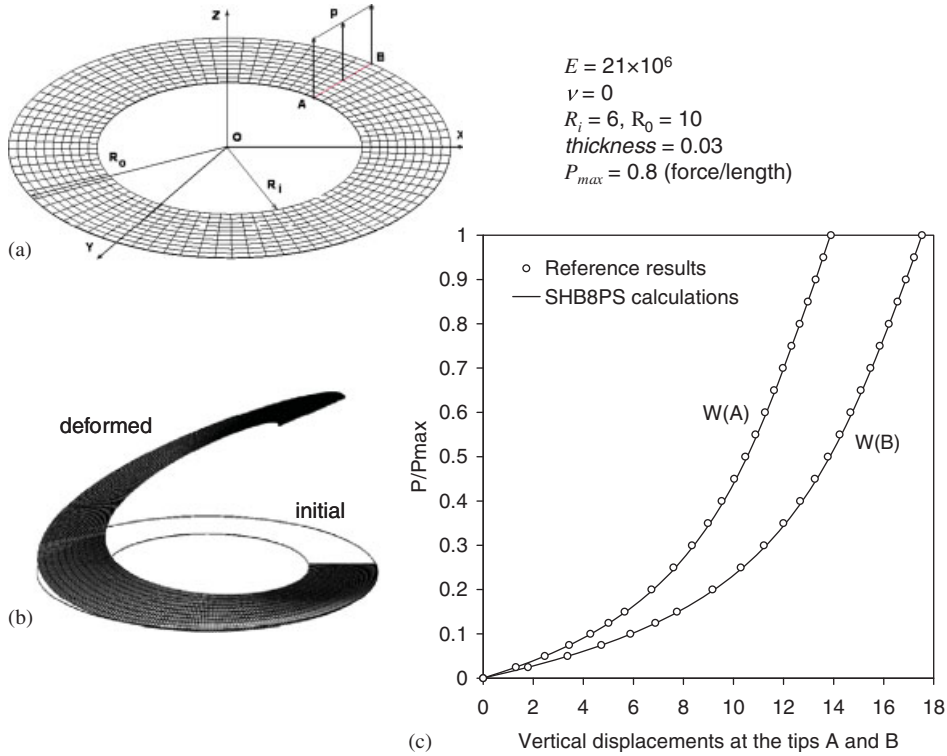 Z
P
B
A
O
X
R₀
Rᵢ
Y
(a)
E = 21×10⁶
ν = 0
Rᵢ = 6, R₀ = 10
thickness = 0.03
Pₘₐₓ = 0.8 (force/length)
deformed
initial
(b)
1
0.9
0.8
0.7
0.6
0.5
0.4
0.3
0.2
0.1
0
P/Pmax
Reference results
SHB8PS calculations
W(A)
W(B)
0 2 4 6 8 10 12 14 16 18
(c)
Vertical displacements at the tips A and B